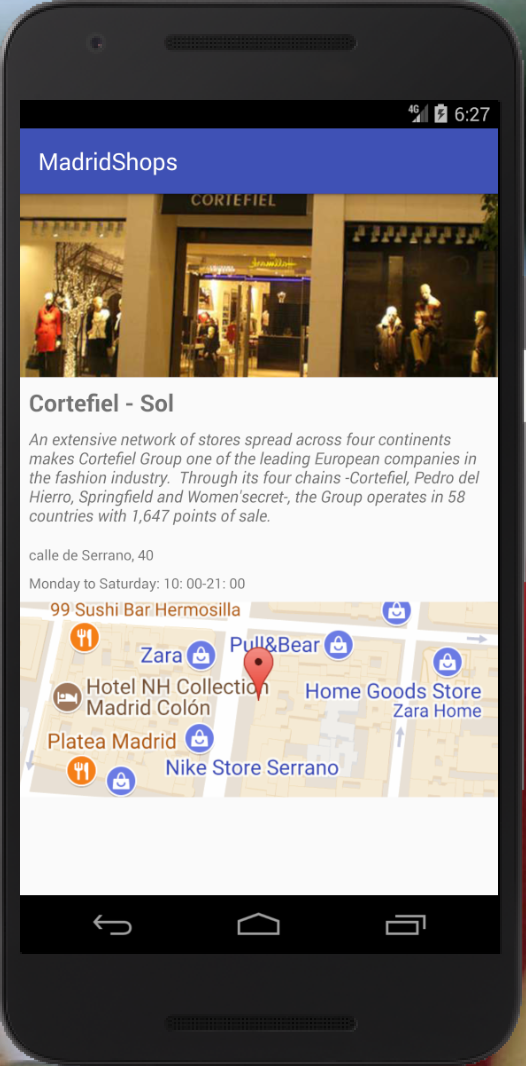 4G 6:27
MadridShops
CORTEFIEL
Cortefiel - Sol
An extensive network of stores spread across four continents
makes Cortefiel Group one of the leading European companies in
the fashion industry.  Through its four chains -Cortefiel, Pedro del
Hierro, Springfield and Women'secret-, the Group operates in 58
countries with 1,647 points of sale.
calle de Serrano, 40
Monday to Saturday: 10: 00-21: 00
99 Sushi Bar Hermosilla
Zara
Pull&Bear
Hotel NH Collection
Madrid Colón
Home Goods Store
Zara Home
Platea Madrid
Nike Store Serrano